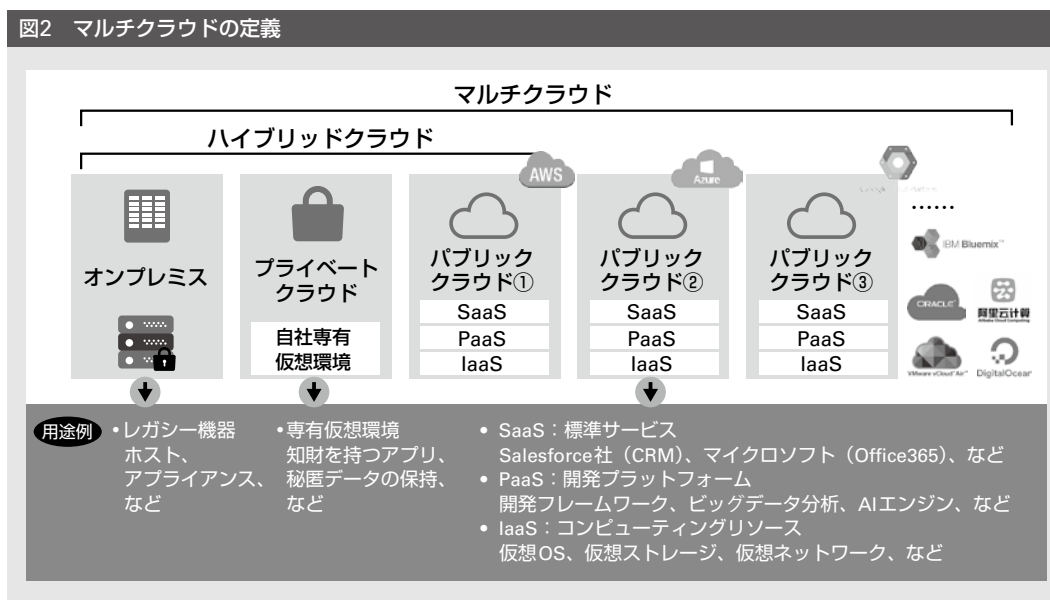 図2 マルチクラウドの定義
マルチクラウド
ハイブリッドクラウド
AWS
Azure
オンプレミス
プライベート
クラウド
自社専有
仮想環境
パブリック
クラウド①
SaaS
PaaS
IaaS
パブリック
クラウド②
SaaS
PaaS
IaaS
パブリック
クラウド③
SaaS
PaaS
IaaS
……
IBM Bluemix™
ORACLE
阿里云计算
Alibaba Cloud Computing
VMware vCloud® Air™
DigitalOcean
用途例
•レガシー機器
ホスト、
アプライアンス、
など
•専有仮想環境
知財を持つアプリ、
秘匿データの保持、
など
• SaaS：標準サービス
Salesforce社（CRM）、マイクロソフト（Office365）、など
• PaaS：開発プラットフォーム
開発フレームワーク、ビッグデータ分析、AIエンジン、など
• IaaS：コンピューティングリソース
仮想OS、仮想ストレージ、仮想ネットワーク、など